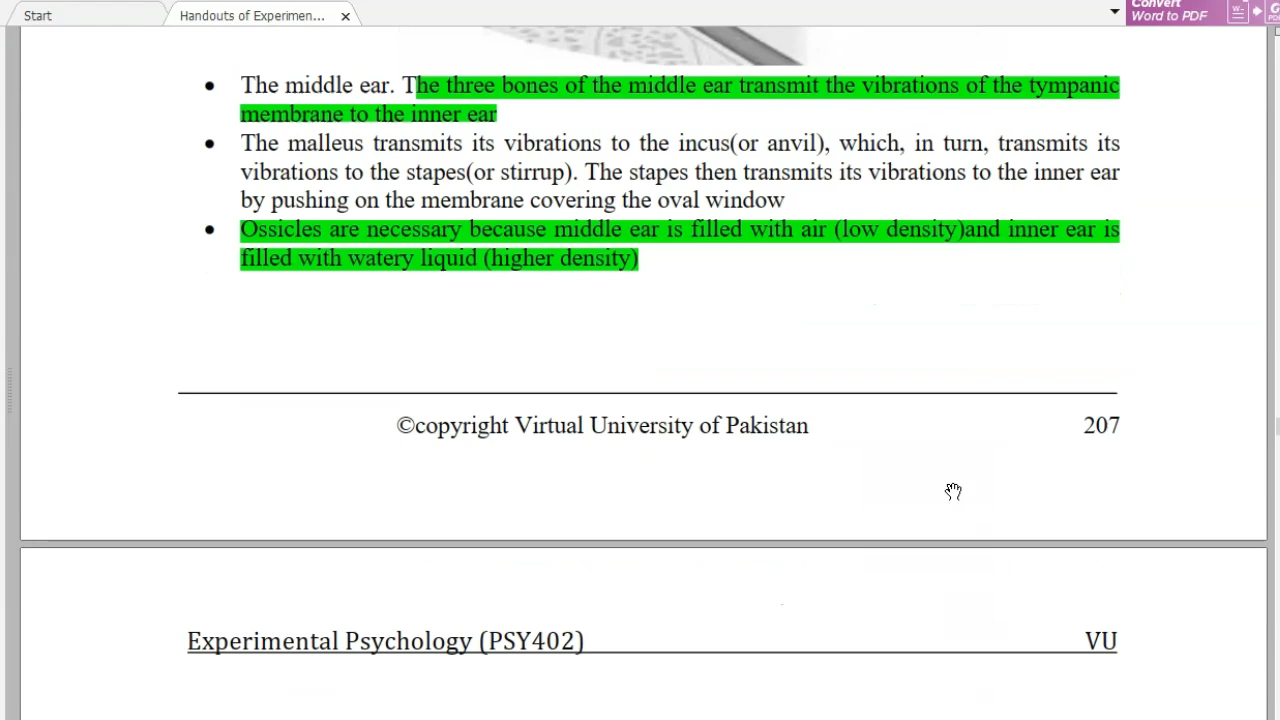 Start
Handouts of Experimen...
Convert
Word to PDF
• The middle ear. The three bones of the middle ear transmit the vibrations of the tympanic
membrane to the inner ear
• The malleus transmits its vibrations to the incus(or anvil), which, in turn, transmits its
vibrations to the stapes(or stirrup). The stapes then transmits its vibrations to the inner ear
by pushing on the membrane covering the oval window
• Ossicles are necessary because middle ear is filled with air (low density)and inner ear is
filled with watery liquid (higher density)
©copyright Virtual University of Pakistan 207
Experimental Psychology (PSY402) VU